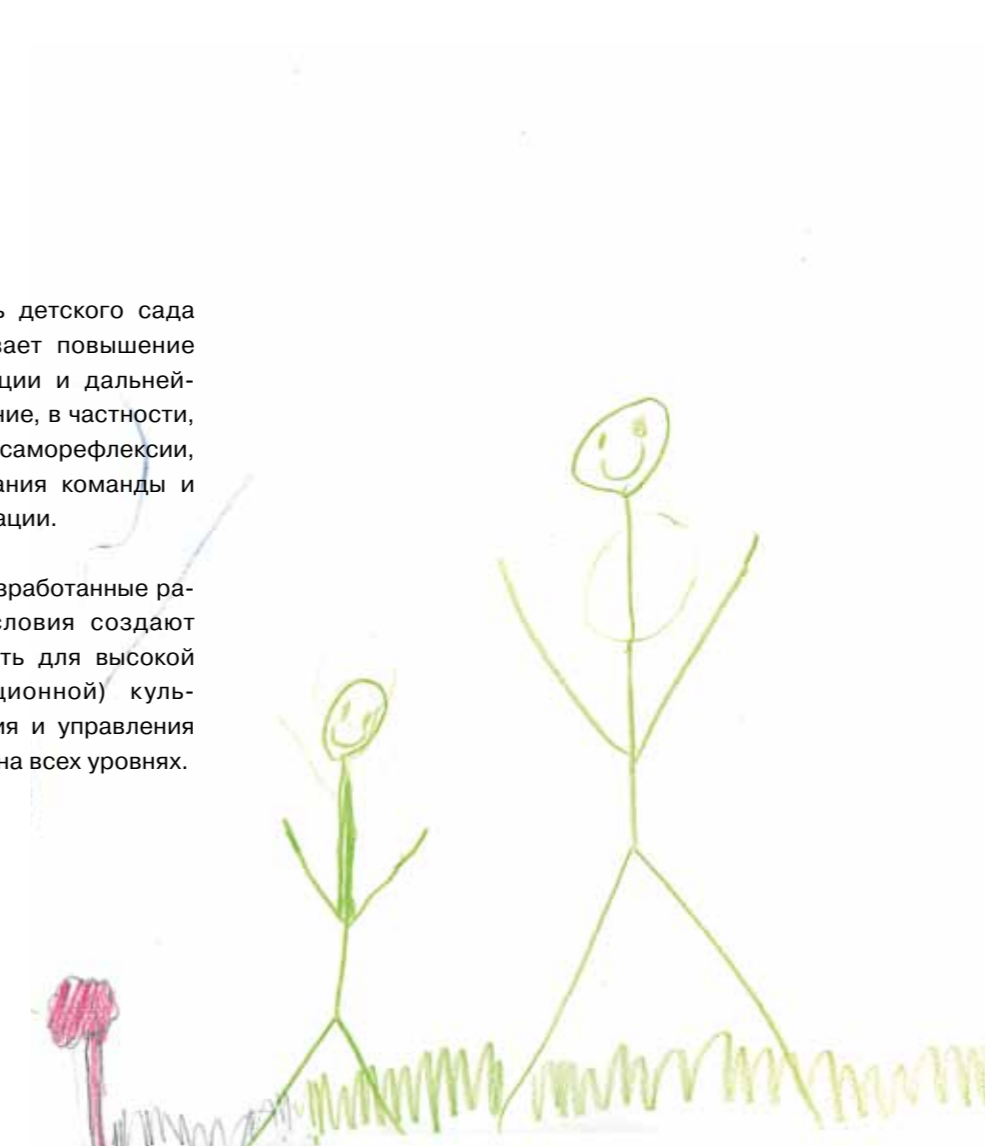 ь детского сада
вает повышение
ции и дальней-
ние, в частности,
саморефлексии,
ания команды и
ации.
зработанные ра-
словия создают
ть для высокой
ционной) куль-
ия и управления
на всех уровнях.